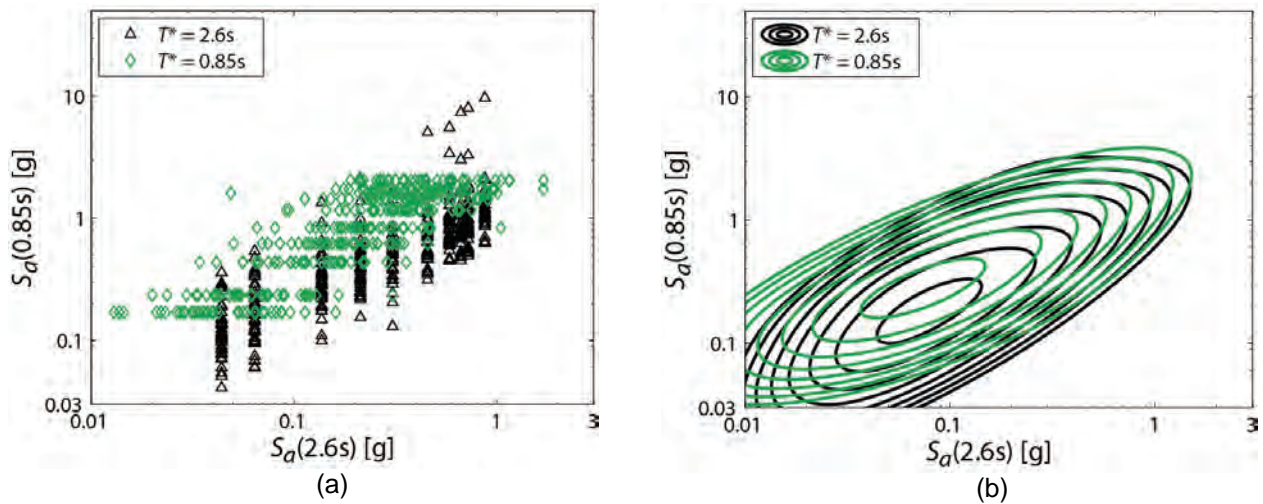 T* = 2.6s
T* = 0.85s
10
1
0.1
0.03
Sa(0.85s) [g]
0.01
0.1
1
3
Sa(2.6s) [g]
(a)
T* = 2.6s
T* = 0.85s
10
1
0.1
0.03
Sa(0.85s) [g]
0.01
0.1
1
3
Sa(2.6s) [g]
(b)